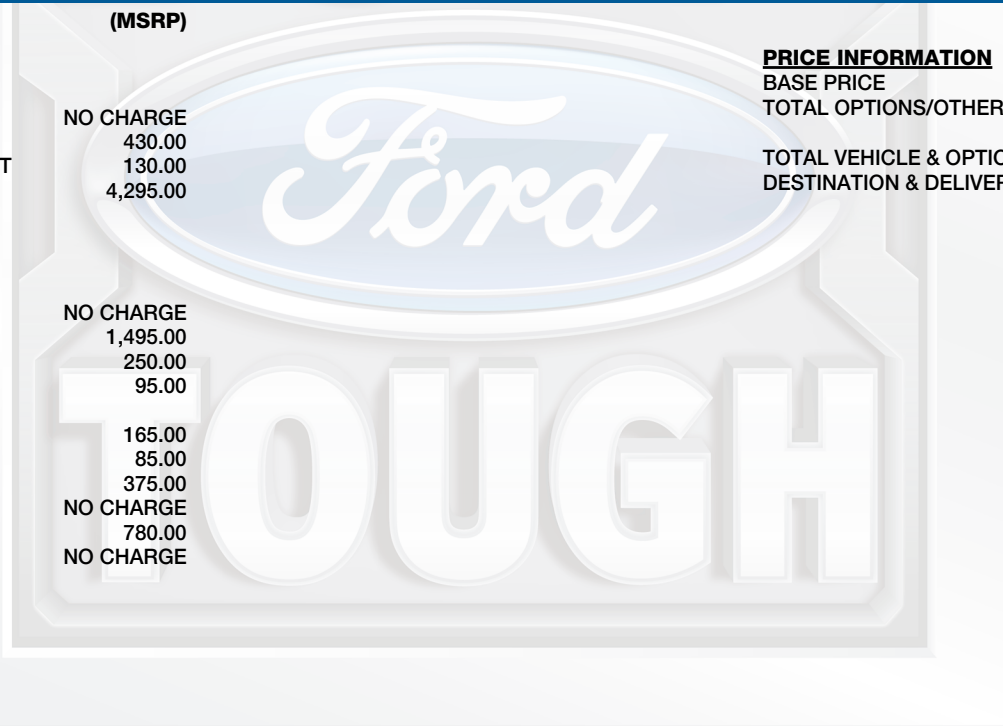 (MSRP)
NO CHARGE
430.00
T 130.00
4,295.00
NO CHARGE
1,495.00
250.00
95.00
165.00
85.00
375.00
NO CHARGE
780.00
NO CHARGE
PRICE INFORMATION
BASE PRICE
TOTAL OPTIONS/OTHER
TOTAL VEHICLE & OPTIO
DESTINATION & DELIVER
Ford
TOUGH